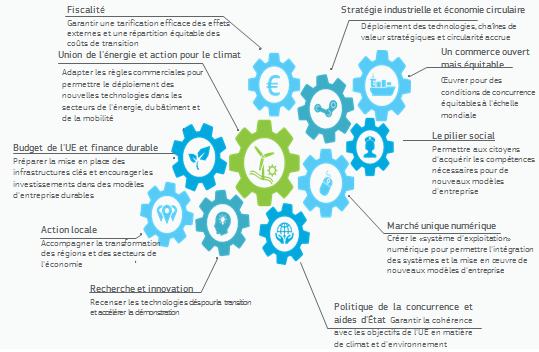 Fiscalité
Garantir une tarification efficace des effets
externes et une répartition équitable des
coûts de transition
Stratégie industrielle et économie circulaire
Déploiement des technologies, chaînes de
valeur stratégiques et circularité accrue
Union de l'énergie et action pour le climat
Adapter les règles commerciales pour
permettre le déploiement des
nouvelles technologies dans les
secteurs de l'énergie, du bâtiment et
de la mobilité
Un commerce ouvert
mais équitable
Œuvrer pour des
conditions de concurrence
équitables à l'échelle
mondiale
Budget de l'UE et finance durable
Préparer la mise en place des
infrastructures clés et encourager les
investissements dans des modèles
d'entreprise durables
Le pilier social
Permettre aux citoyens
d'acquérir les compétences
nécessaires pour de
nouveaux modèles
d'entreprise
Action locale
Accompagner la transformation
des régions et des secteurs de
l'économie
Marché unique numérique
Créer le «système d'exploitation»
numérique pour permettre l'intégration
des systèmes et la mise en œuvre de
nouveaux modèles d'entreprise
Recherche et innovation
Recenser les technologies clés pour la transition
et accélérer la démonstration
Politique de la concurrence et
aides d'État Garantir la cohérence
avec les objectifs de l'UE en matière
de climat et d'environnement